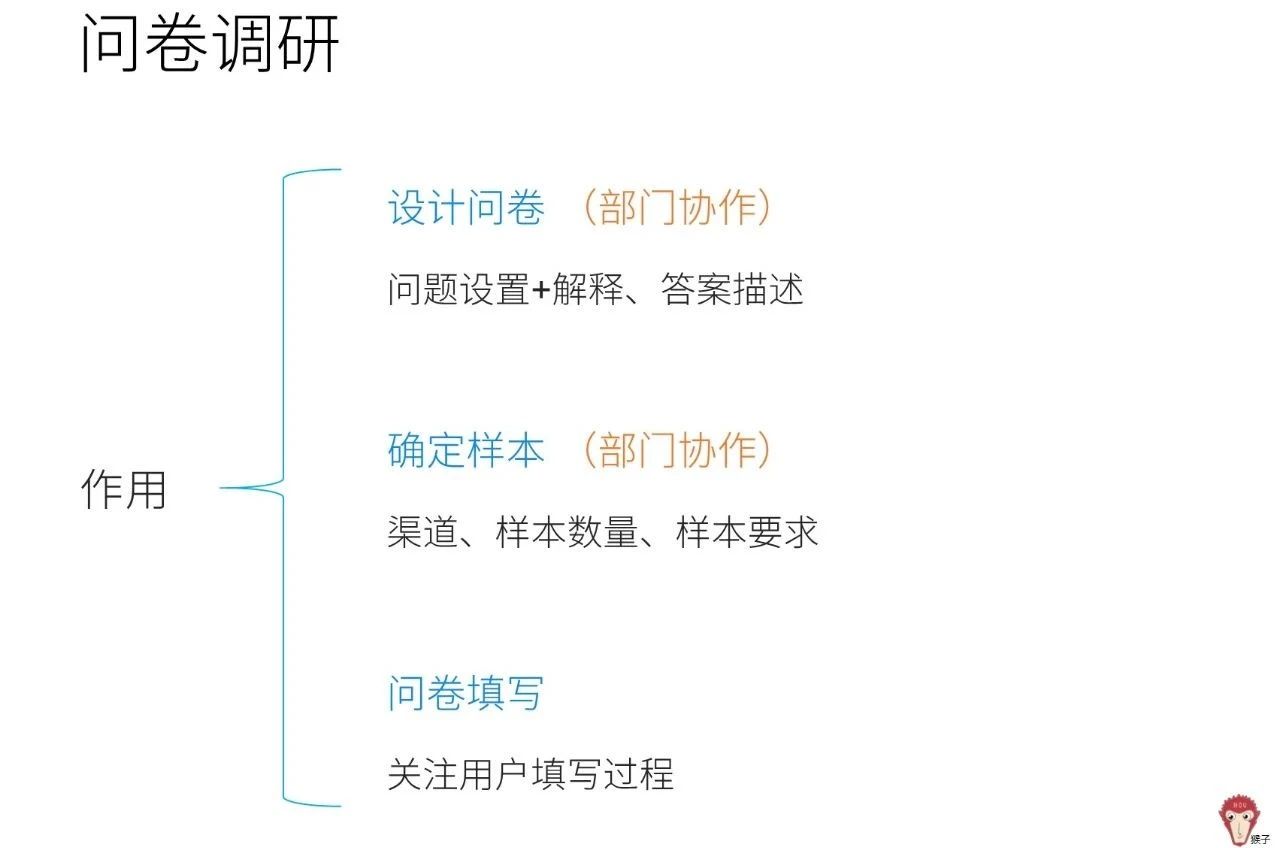 问卷调研
设计问卷 （部门协作）
问题设置+解释、答案描述
确定样本 （部门协作）
渠道、样本数量、样本要求
作用
问卷填写
关注用户填写过程
HOU
猴子